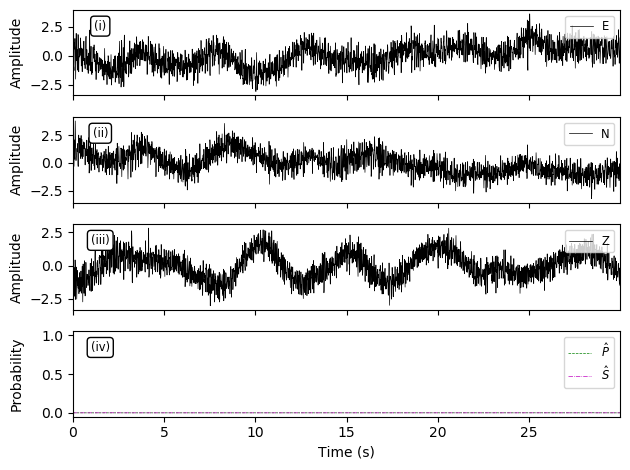 (i)
E
Amplitude
2.5
0.0
−2.5
(ii)
N
Amplitude
2.5
0.0
−2.5
(iii)
Z
Amplitude
2.5
0.0
−2.5
(iv)
P̂
Ŝ
Probability
1.0
0.5
0.0
0 5 10 15 20 25
Time (s)